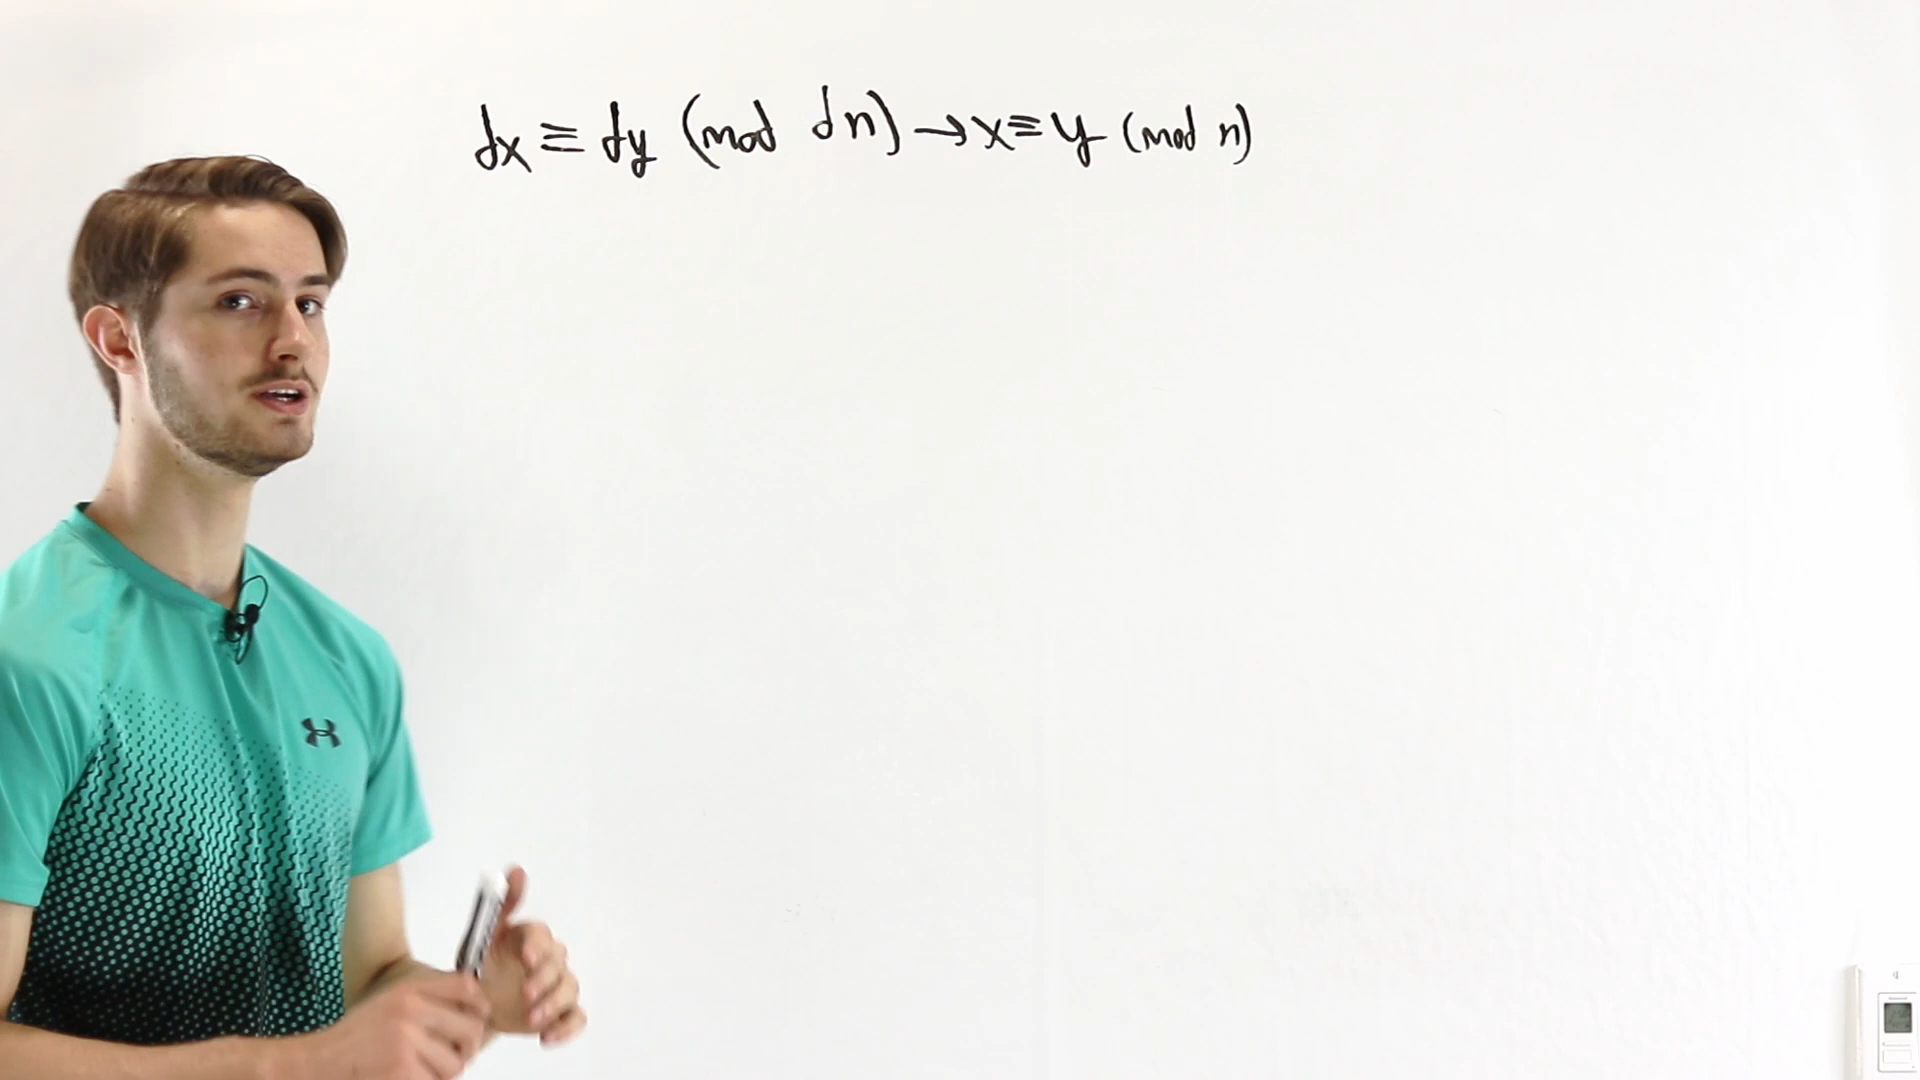 dx ≡ dy (mod dn) → x ≡ y (mod n)